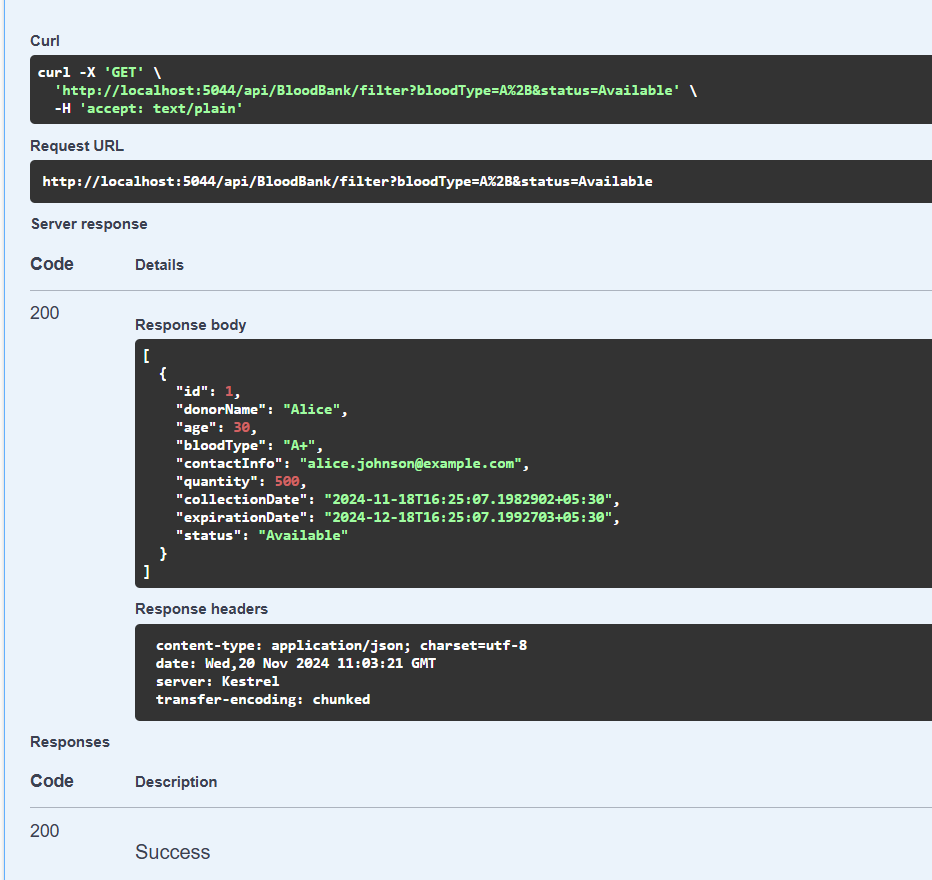 Curl
curl -X 'GET' \
  'http://localhost:5044/api/BloodBank/filter?bloodType=A%2B&status=Available' \
  -H 'accept: text/plain'
Request URL
http://localhost:5044/api/BloodBank/filter?bloodType=A%2B&status=Available
Server response
Code Details
200
Response body
[
  {
    "id": 1,
    "donorName": "Alice",
    "age": 30,
    "bloodType": "A+",
    "contactInfo": "alice.johnson@example.com",
    "quantity": 500,
    "collectionDate": "2024-11-18T16:25:07.1982902+05:30",
    "expirationDate": "2024-12-18T16:25:07.1992703+05:30",
    "status": "Available"
  }
]
Response headers
content-type: application/json; charset=utf-8
date: Wed,20 Nov 2024 11:03:21 GMT
server: Kestrel
transfer-encoding: chunked
Responses
Code Description
200
Success